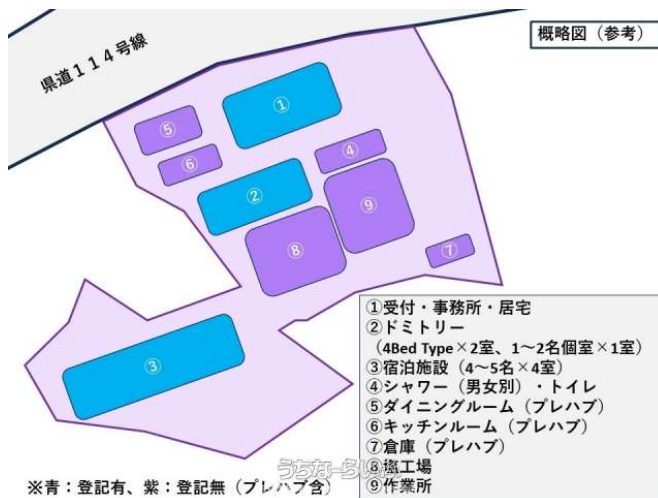 概略図（参考）
県道１１４号線
①
⑤
④
⑥
②
⑨
⑧
⑦
③
①受付・事務所・居宅
②ドミトリー
（4Bed Type×2室、1～2名個室×1室）
③宿泊施設（4～5名×4室）
④シャワー（男女別）・トイレ
⑤ダイニングルーム（プレハブ）
⑥キッチンルーム（プレハブ）
⑦倉庫（プレハブ）
⑧塩工場
⑨作業所
※青：登記有、紫：登記無（プレハブ含）